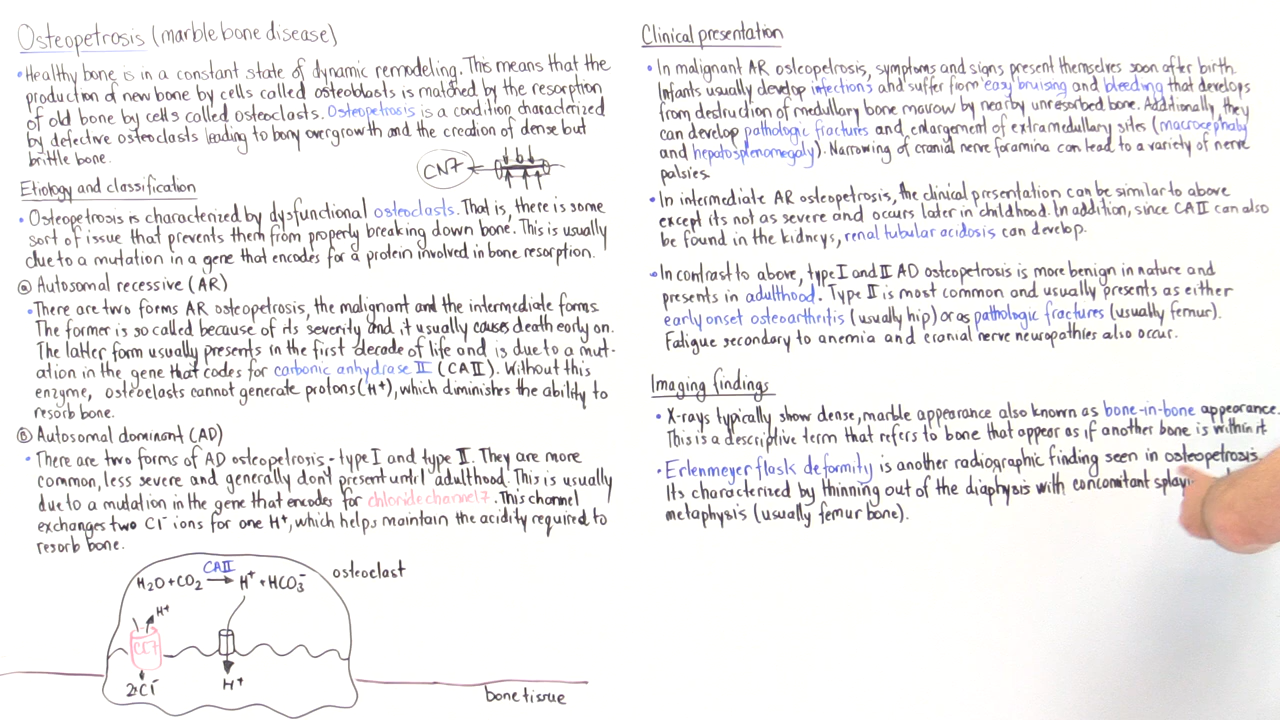 Osteopetrosis (marble bone disease)
• Healthy bone is in a constant state of dynamic remodeling. This means that the
production of new bone by cells called osteoblasts is matched by the resorption
of old bone by cells called osteoclasts. Osteopetrosis is a condition characterized
by defective osteoclasts leading to bony overgrowth and the creation of dense but
brittle bone.
CN7
Etiology and classification
• Osteopetrosis is characterized by dysfunctional osteoclasts. That is, there is some
sort of issue that prevents them from properly breaking down bone. This is usually
due to a mutation in a gene that encodes for a protein involved in bone resorption.
ⓐ Autosomal recessive (AR)
• There are two forms AR osteopetrosis, the malignant and the intermediate forms.
The former is so called because of its severity and it usually causes death early on.
The latter form usually presents in the first decade of life and is due to a mut-
ation in the gene that codes for carbonic anhydrase II (CAII). Without this
enzyme, osteoclasts cannot generate protons (H⁺), which diminishes the ability to
resorb bone.
ⓑ Autosomal dominant (AD)
• There are two forms of AD osteopetrosis - type I and type II. They are more
common, less severe and generally don't present until adulthood. This is usually
due to a mutation in the gene that encodes for chloride channel 7. This channel
exchanges two Cl⁻ ions for one H⁺, which helps maintain the acidity required to
resorb bone.
CAII
H₂O + CO₂ → H⁺ + HCO₃⁻
osteoclast
H⁺
CC7
2Cl⁻
H⁺
bone tissue
Clinical presentation
• In malignant AR osteopetrosis, symptoms and signs present themselves soon after birth.
Infants usually develop infections and suffer from easy bruising and bleeding that develops
from destruction of medullary bone marrow by nearby unresorbed bone. Additionally, they
can develop pathologic fractures and enlargement of extramedullary sites (macrocephaly
and hepatosplenomegaly). Narrowing of cranial nerve foramina can lead to a variety of nerve
palsies.
• In intermediate AR osteopetrosis, the clinical presentation can be similar to above
except its not as severe and occurs later in childhood. In addition, since CAII can also
be found in the kidneys, renal tubular acidosis can develop.
• In contrast to above, type I and II AD osteopetrosis is more benign in nature and
presents in adulthood. Type II is most common and usually presents as either
early onset osteoarthritis (usually hip) or as pathologic fractures (usually femur).
Fatigue secondary to anemia and cranial nerve neuropathies also occur.
Imaging findings
• X-rays typically show dense, marble appearance also known as bone-in-bone appearance.
This is a descriptive term that refers to bone that appear as if another bone is within it
• Erlenmeyer flask deformity is another radiographic finding seen in osteopetrosis.
Its characterized by thinning out of the diaphysis with concomitant
metaphysis (usually femur bone).